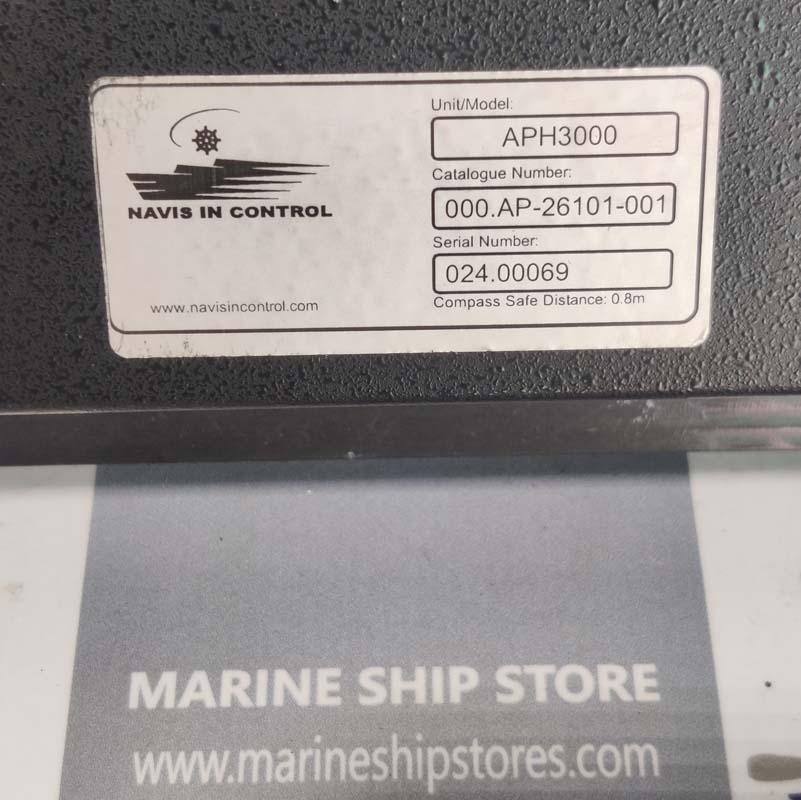 NAVIS IN CONTROL
www.navisincontrol.com
Unit/Model:
APH3000
Catalogue Number:
000.AP-26101-001
Serial Number:
024.00069
Compass Safe Distance: 0.8m
MARINE SHIP STORE
www.marineshipstores.com